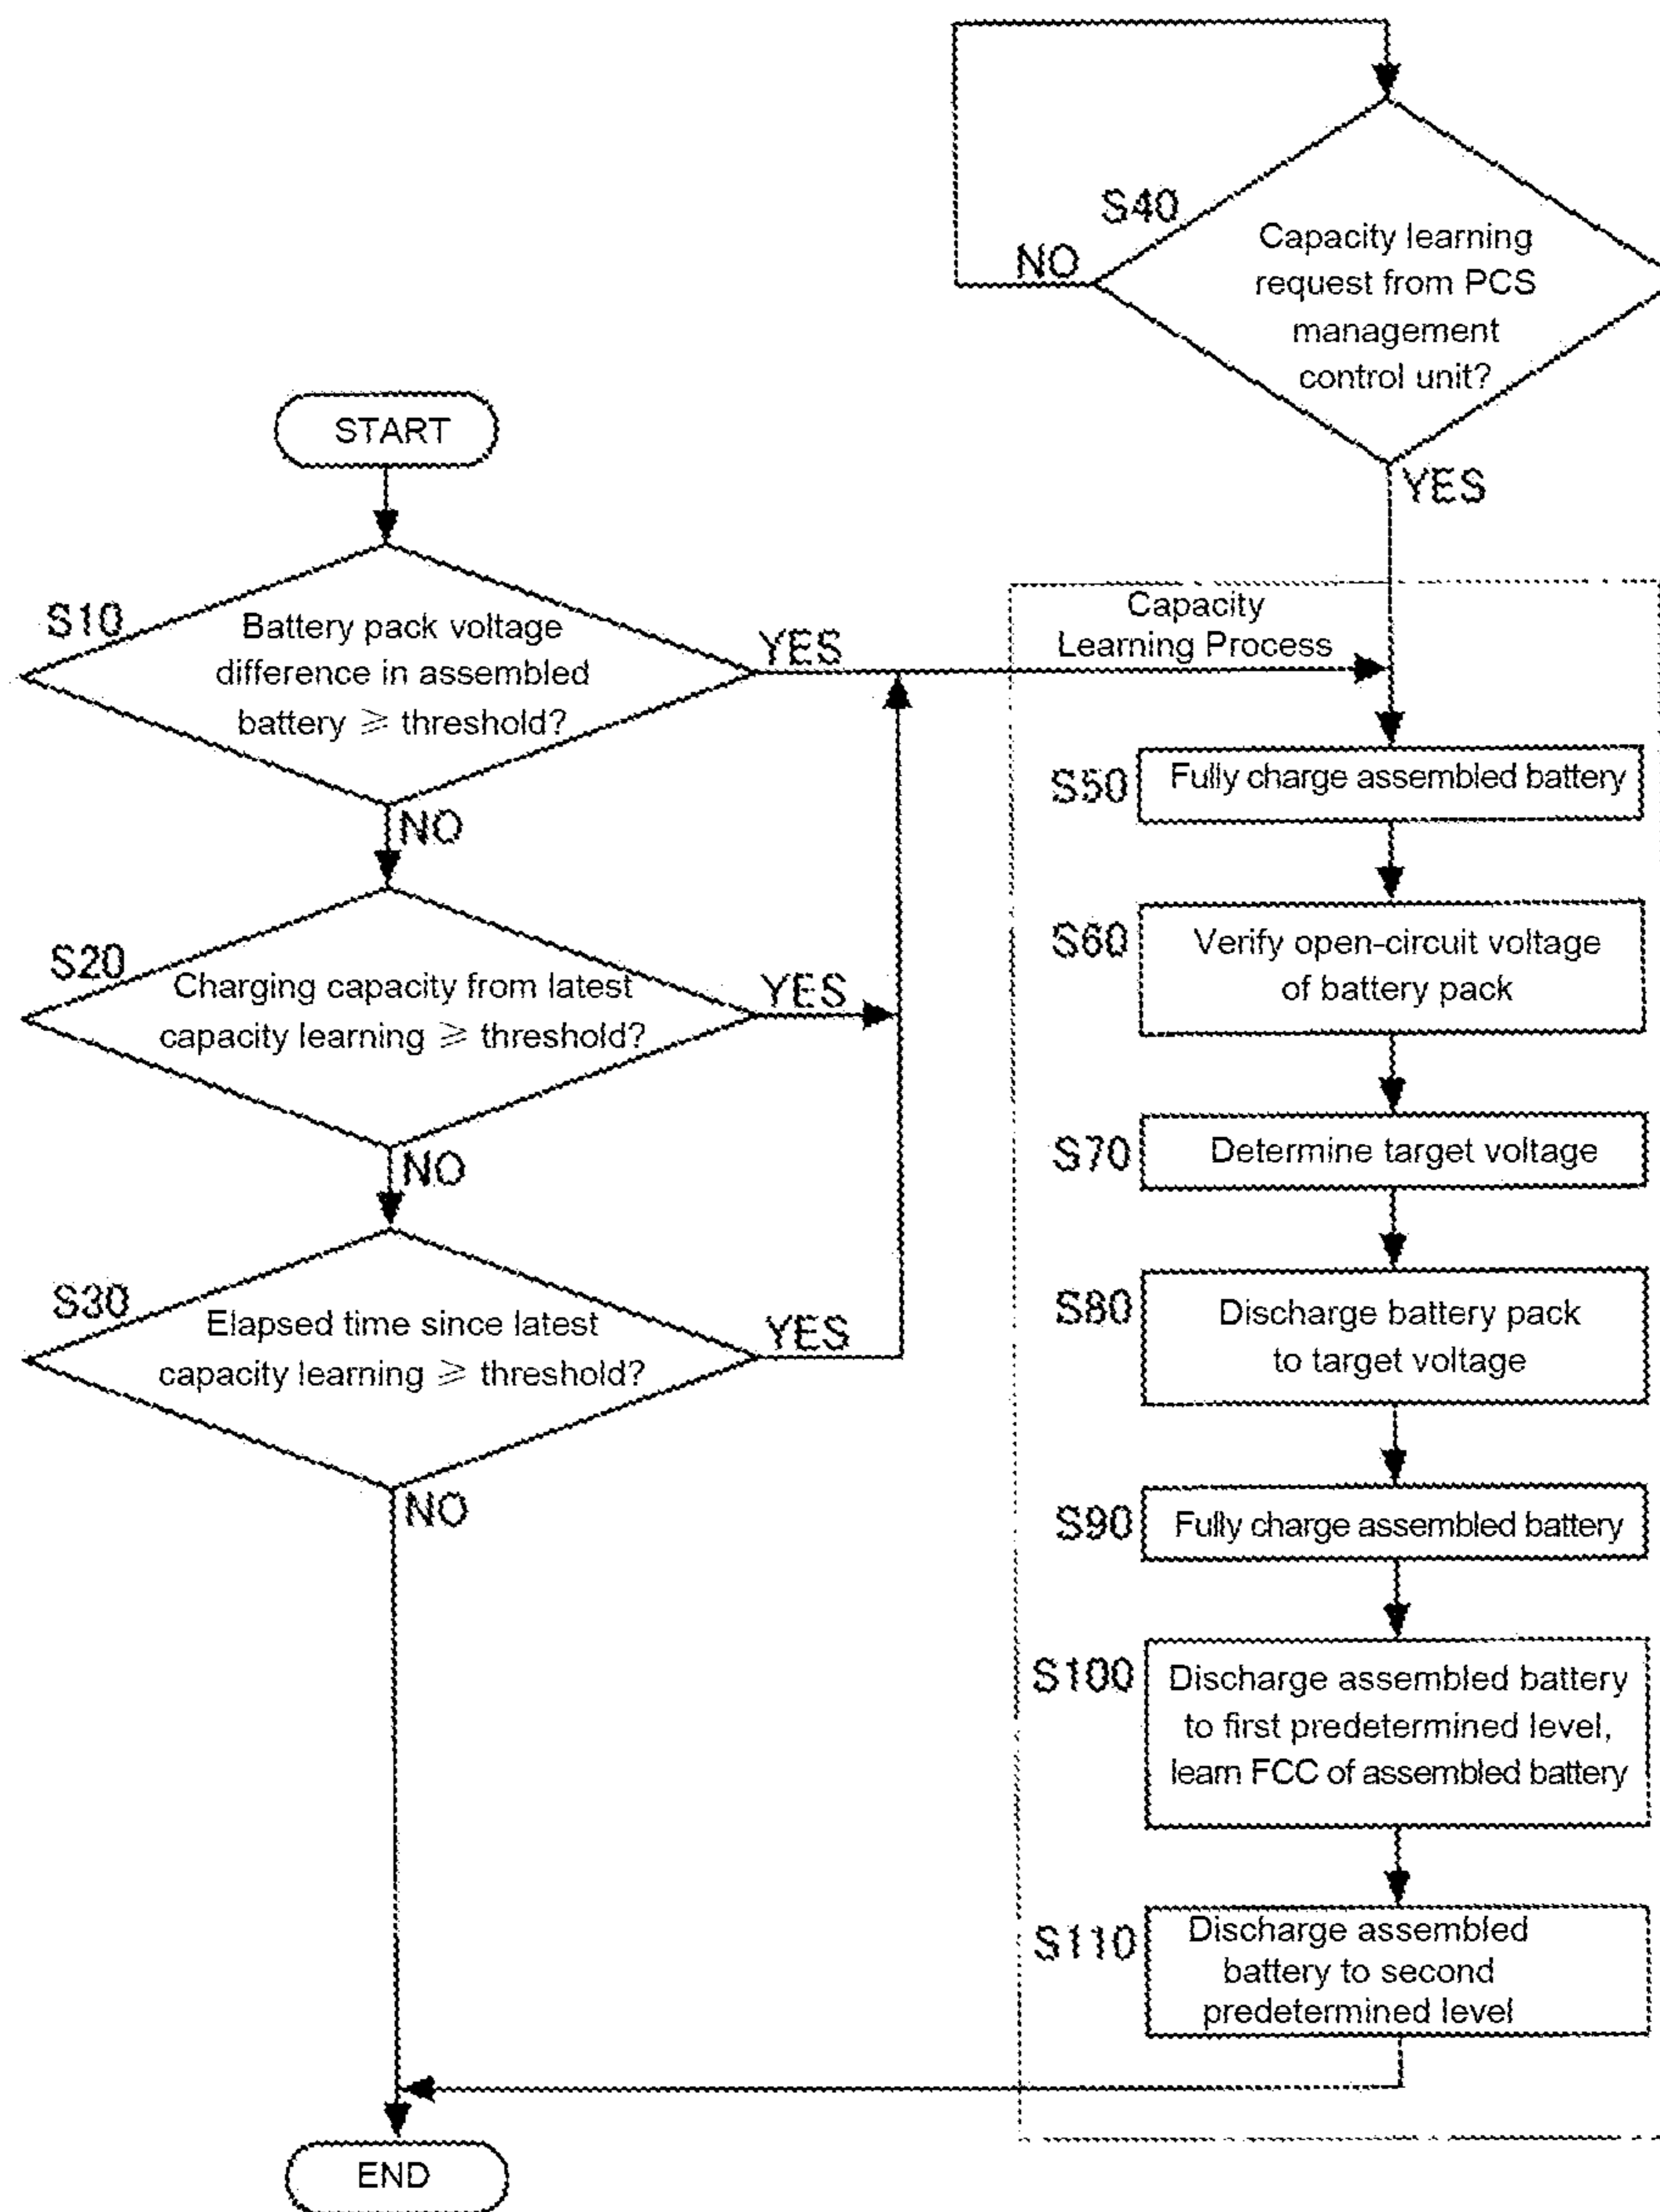 S40
NO
Capacity learning
request from PCS
management
control unit?
YES
START
S10
Battery pack voltage
difference in assembled
battery ≥ threshold?
YES
NO
S20
Charging capacity from latest
capacity learning ≥ threshold?
YES
NO
S30
Elapsed time since latest
capacity learning ≥ threshold?
YES
NO
Capacity
Learning Process
S50
Fully charge assembled battery
S60
Verify open-circuit voltage
of battery pack
S70
Determine target voltage
S80
Discharge battery pack
to target voltage
S90
Fully charge assembled battery
S100
Discharge assembled battery
to first predetermined level,
learn FCC of assembled battery
S110
Discharge assembled
battery to second
predetermined level
END